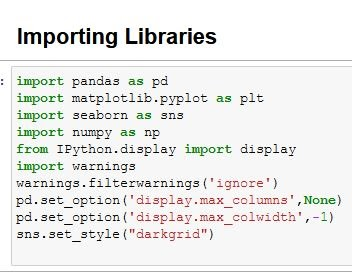 Importing Libraries
:
import pandas as pd
import matplotlib.pyplot as plt
import seaborn as sns
import numpy as np
from IPython.display import display
import warnings
warnings.filterwarnings('ignore')
pd.set_option('display.max_columns',None)
pd.set_option('display.max_colwidth',-1)
sns.set_style("darkgrid")